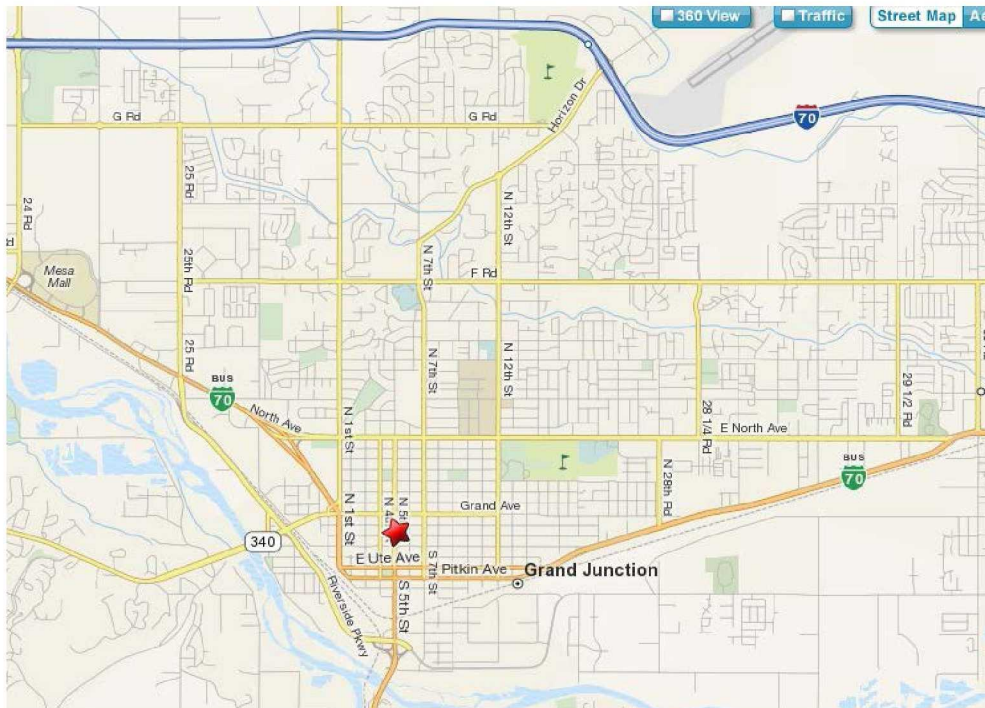 360 View
Traffic
Street Map
70
G Rd
G Rd
Horizon Dr
25 Rd
24 Rd
N 12th St
N 7th St
25th Rd
F Rd
Mesa
Mall
25 Rd
N 7th St
N 12th St
BUS
70
North Ave
N 1st St
28 1/4 Rd
29 1/2 Rd
E North Ave
BUS
70
N 28th Rd
Grand Ave
N 1st St
340
E Ute Ave
Pitkin Ave
Grand Junction
S 7th St
S 5th St
Riverside Pkwy